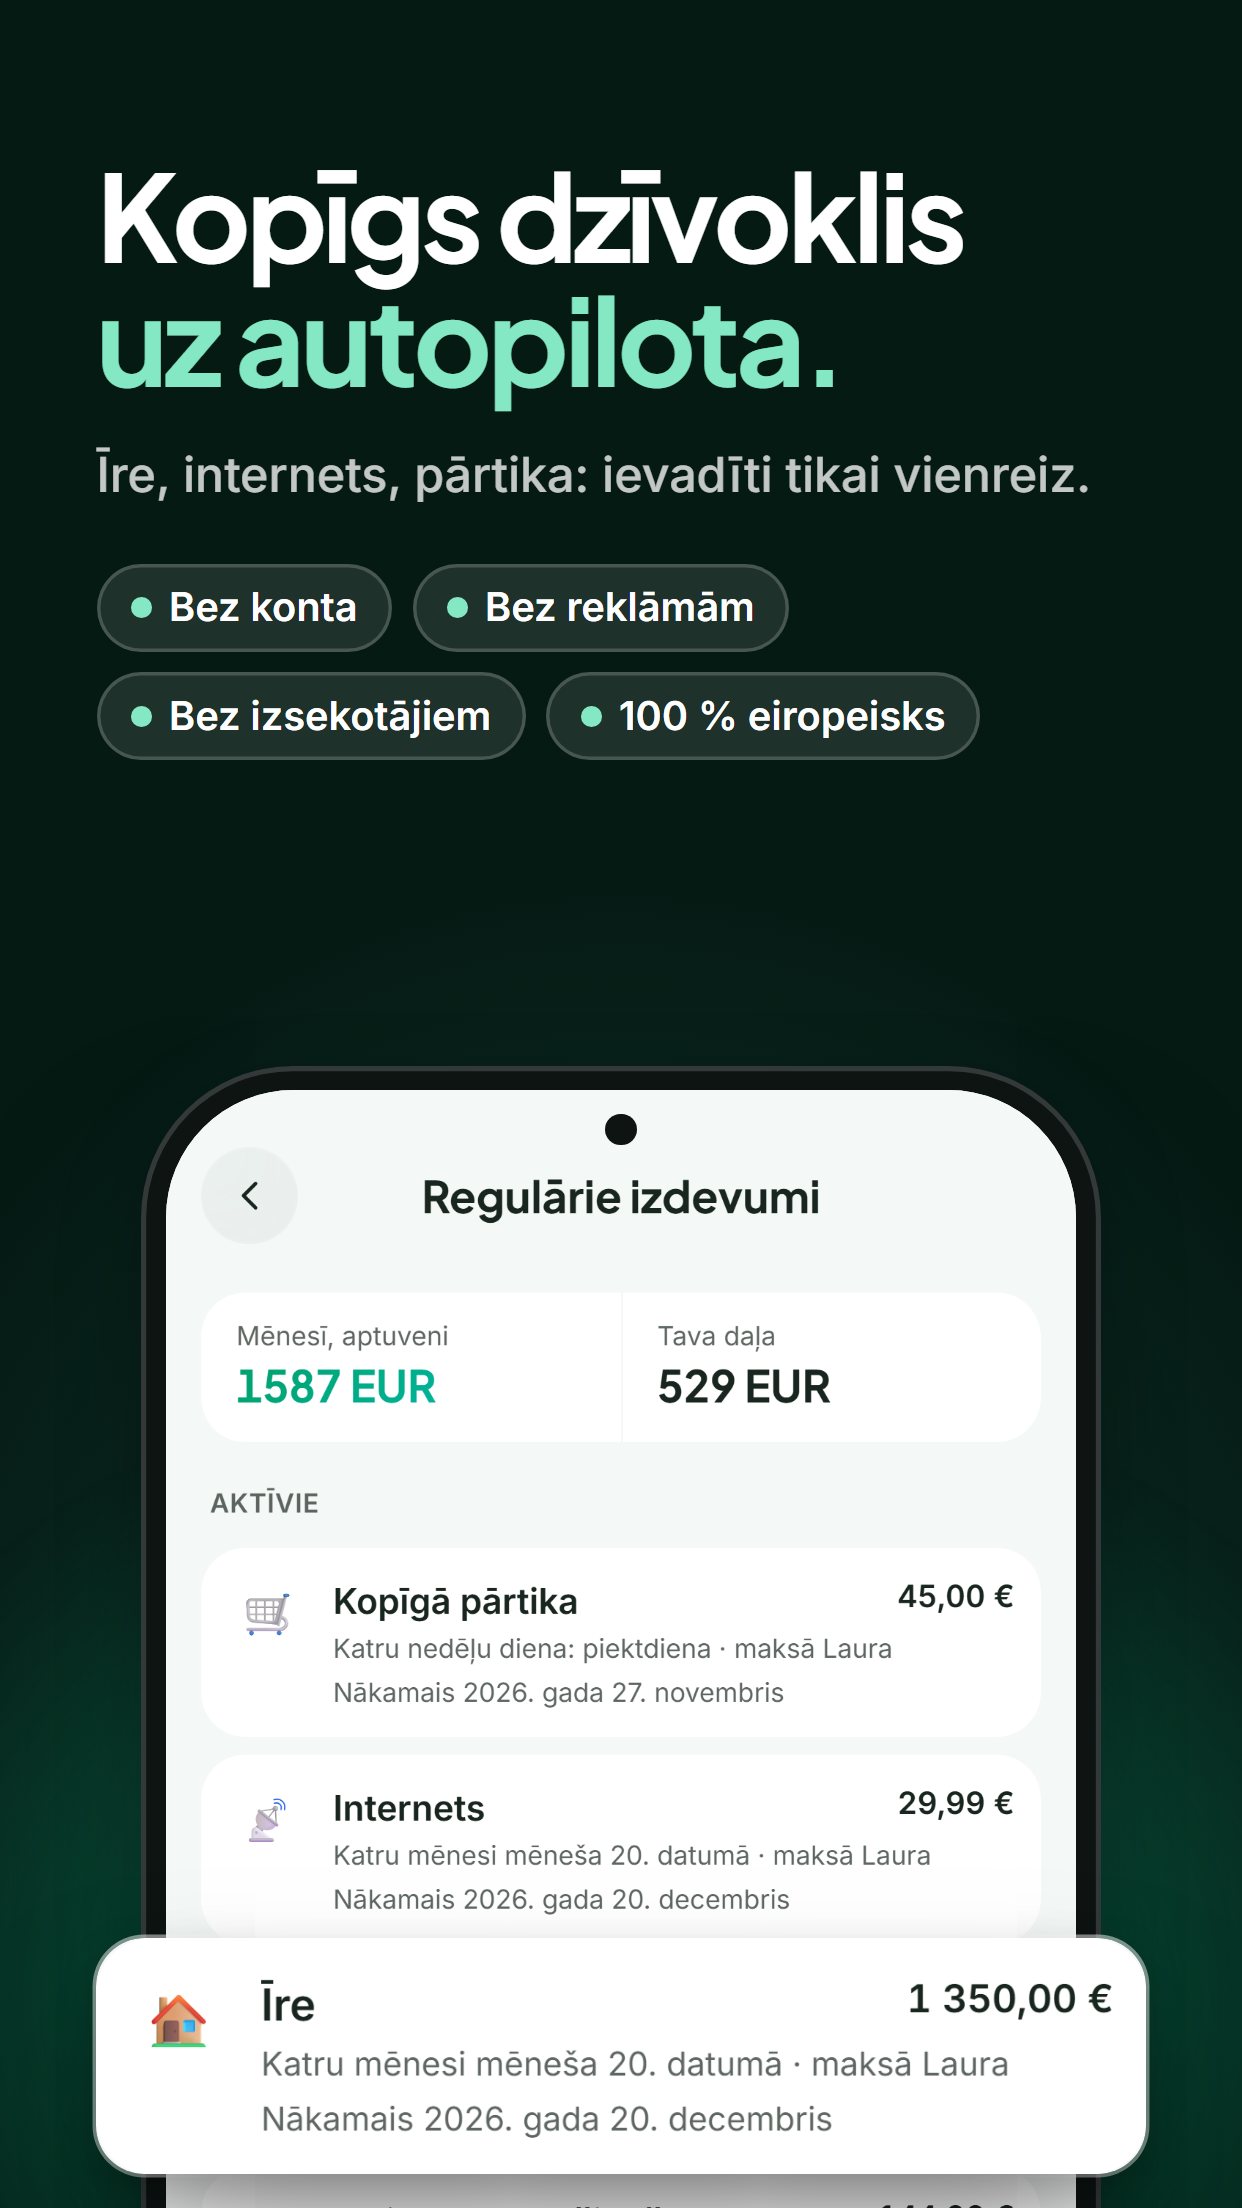 Kopīgs dzīvoklis
uz autopilota.
Īre, internets, pārtika: ievadīti tikai vienreiz.
Bez konta
Bez reklāmām
Bez izsekotājiem
100 % eiropeisks
Regulārie izdevumi
Mēnesī, aptuveni
1587 EUR
Tava daļa
529 EUR
AKTĪVIE
Kopīgā pārtika
45,00 €
Katru nedēļu diena: piektdiena · maksā Laura
Nākamais 2026. gada 27. novembris
Internets
29,99 €
Katru mēnesi mēneša 20. datumā · maksā Laura
Nākamais 2026. gada 20. decembris
Īre
1 350,00 €
Katru mēnesi mēneša 20. datumā · maksā Laura
Nākamais 2026. gada 20. decembris